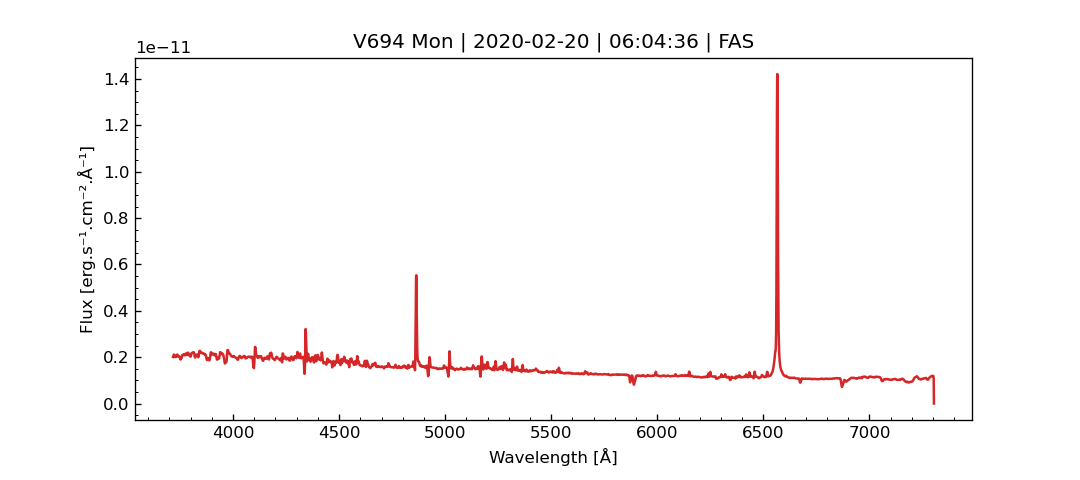 V694 Mon | 2020-02-20 | 06:04:36 | FAS
1e−11
1.4
1.2
1.0
0.8
0.6
0.4
0.2
0.0
Flux [erg.s⁻¹.cm⁻².Å⁻¹]
4000 4500 5000 5500 6000 6500 7000
Wavelength [Å]